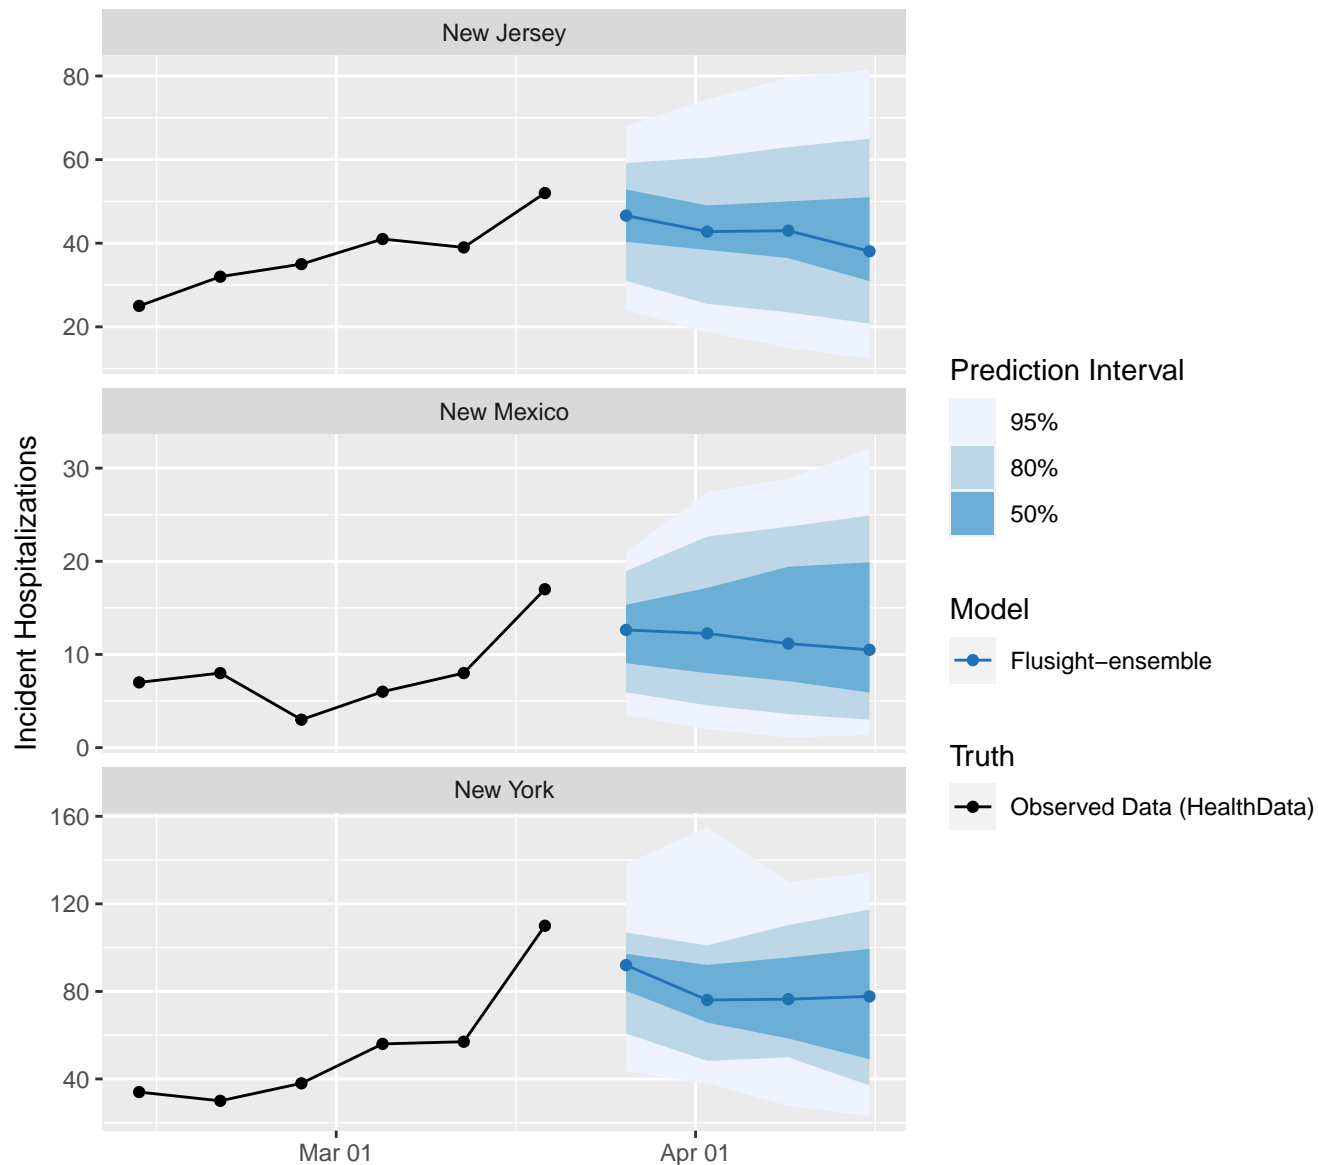 New Jersey
80
60
40
20
New Mexico
30
20
10
0
New York
160
120
80
40
Mar 01
Apr 01
Incident Hospitalizations
Prediction Interval
95%
80%
50%
Model
Flusight−ensemble
Truth
Observed Data (HealthData)